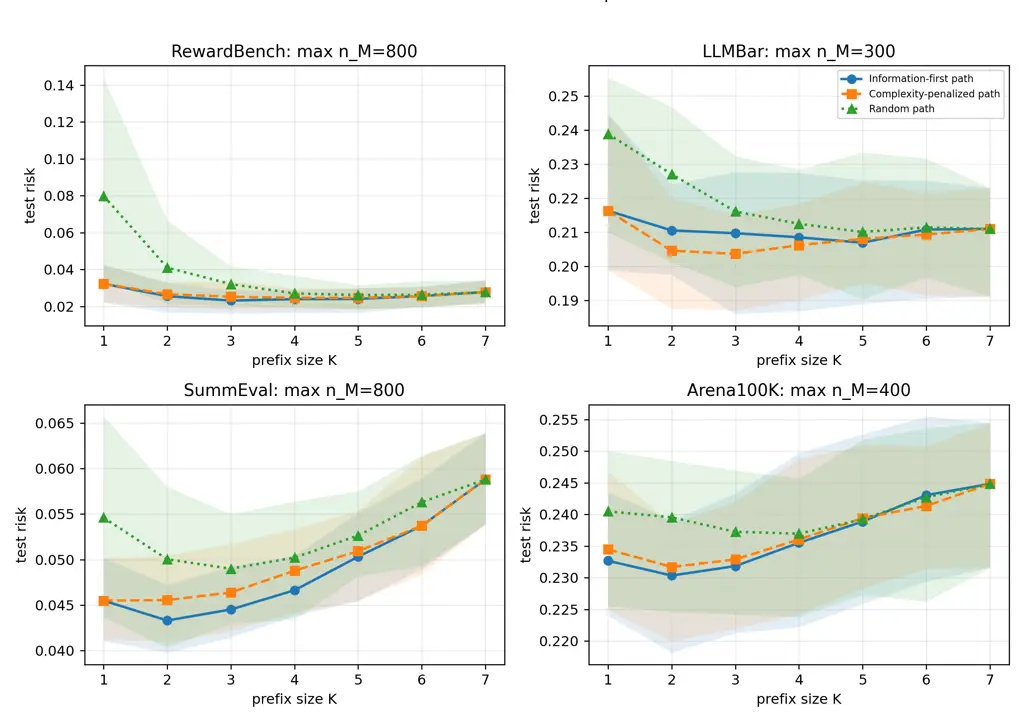 RewardBench: max n_M=800
0.14
0.12
0.10
0.08
0.06
0.04
0.02
test risk
1 2 3 4 5 6 7
prefix size K
LLMBar: max n_M=300
Information-first path
Complexity-penalized path
Random path
0.25
0.24
0.23
0.22
0.21
0.20
0.19
test risk
1 2 3 4 5 6 7
prefix size K
SummEval: max n_M=800
0.065
0.060
0.055
0.050
0.045
0.040
test risk
1 2 3 4 5 6 7
prefix size K
Arena100K: max n_M=400
0.255
0.250
0.245
0.240
0.235
0.230
0.225
0.220
test risk
1 2 3 4 5 6 7
prefix size K